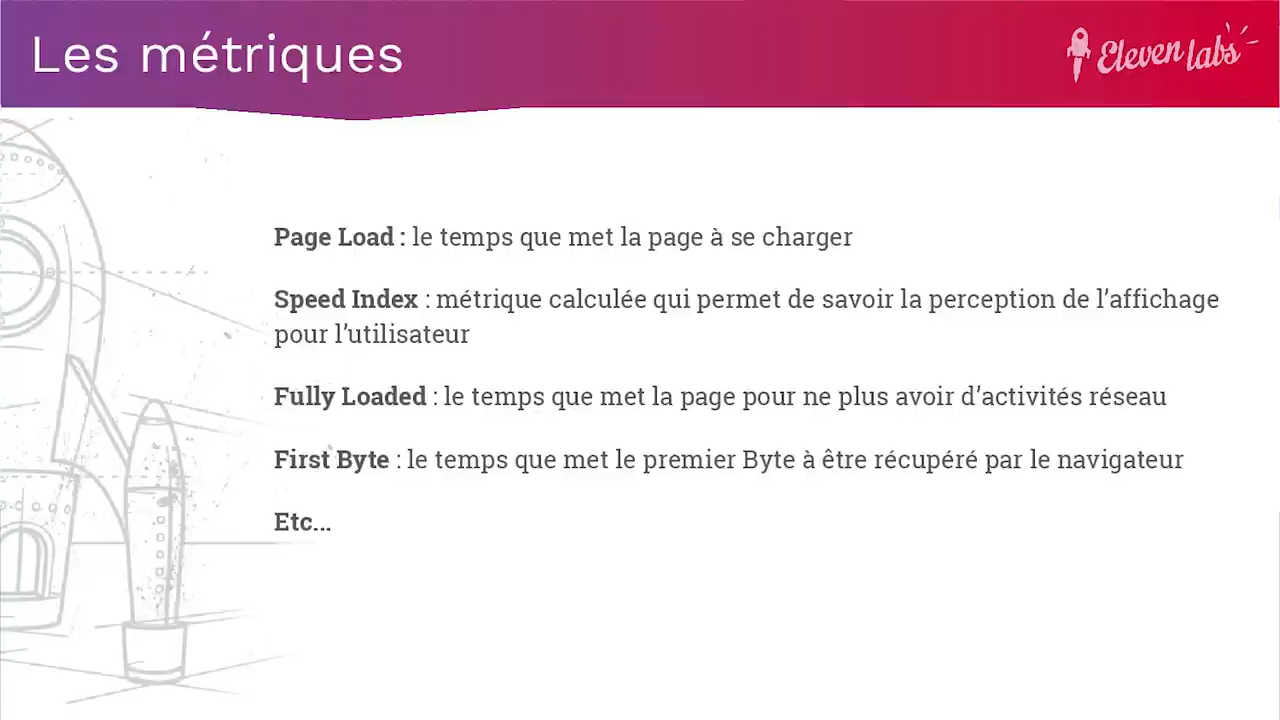 Les métriques
Eleven labs
Page Load : le temps que met la page à se charger
Speed Index : métrique calculée qui permet de savoir la perception de l’affichage
pour l’utilisateur
Fully Loaded : le temps que met la page pour ne plus avoir d’activités réseau
First Byte : le temps que met le premier Byte à être récupéré par le navigateur
Etc...